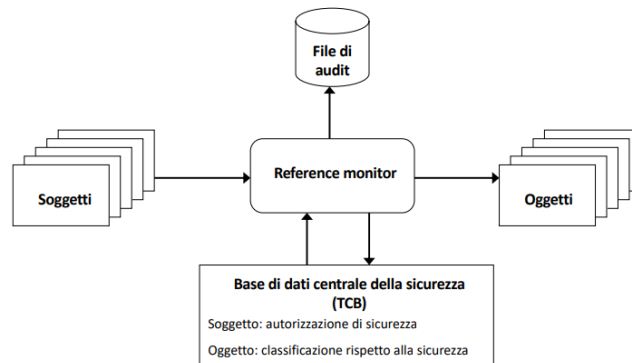 File di
audit
Soggetti
Reference monitor
Oggetti
Base di dati centrale della sicurezza
(TCB)
Soggetto: autorizzazione di sicurezza
Oggetto: classificazione rispetto alla sicurezza